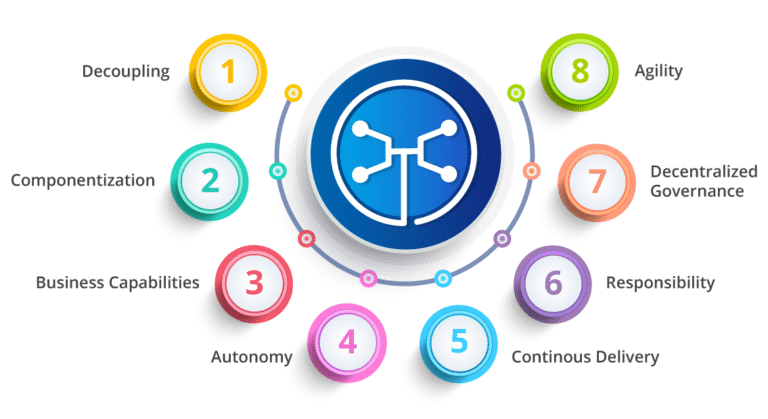 1
Decoupling
2
Componentization
3
Business Capabilities
4
Autonomy
5
Continous Delivery
6
Responsibility
7
Decentralized
Governance
8
Agility